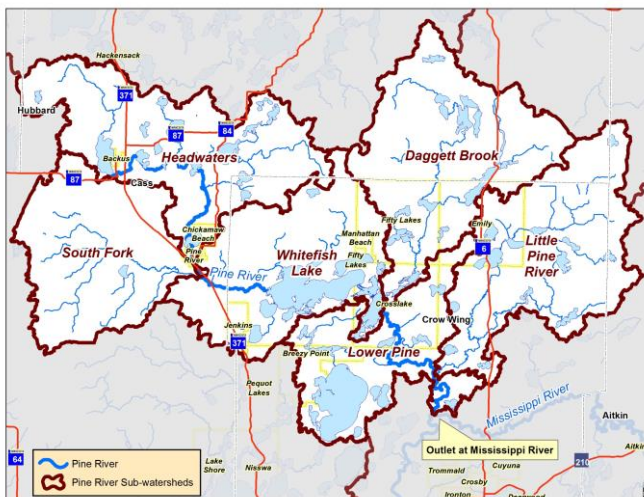 Hackensack
371
Hubbard
84
87
Backus
Headwaters
Daggett Brook
87
Cass
Chickamaw
Beach
Fifty Lakes
Emily
South Fork
Pine
River
Manhattan
Beach
6
Little
Pine
River
Pine River
Whitefish
Lake
Fifty
Lakes
Crosslake
Crow Wing
Jenkins
371
Lower Pine
Breezy Point
Pequot
Lakes
Mississippi River
Aitkin
Outlet at Mississippi River
64
Pine River
Pine River Sub-watersheds
Lake
Shore
Nisswa
Trommald
Cuyuna
Crosby
Ironton
Deerwood
Aitkin
210